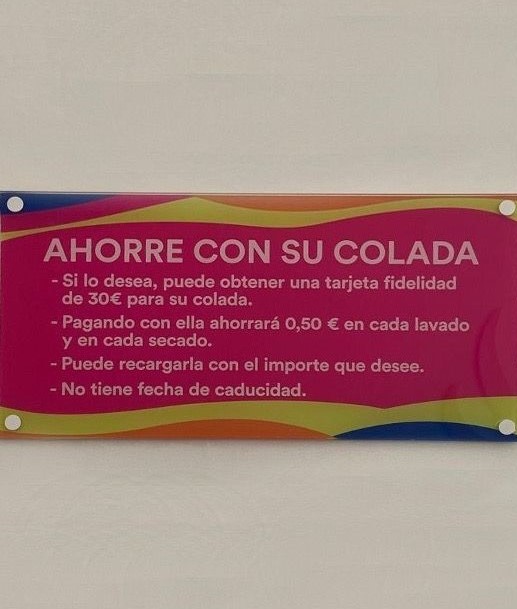 AHORRE CON SU COLADA
- Si lo desea, puede obtener una tarjeta fidelidad
de 30€ para su colada.
- Pagando con ella ahorrará 0,50 € en cada lavado
y en cada secado.
- Puede recargarla con el importe que desee.
- No tiene fecha de caducidad.